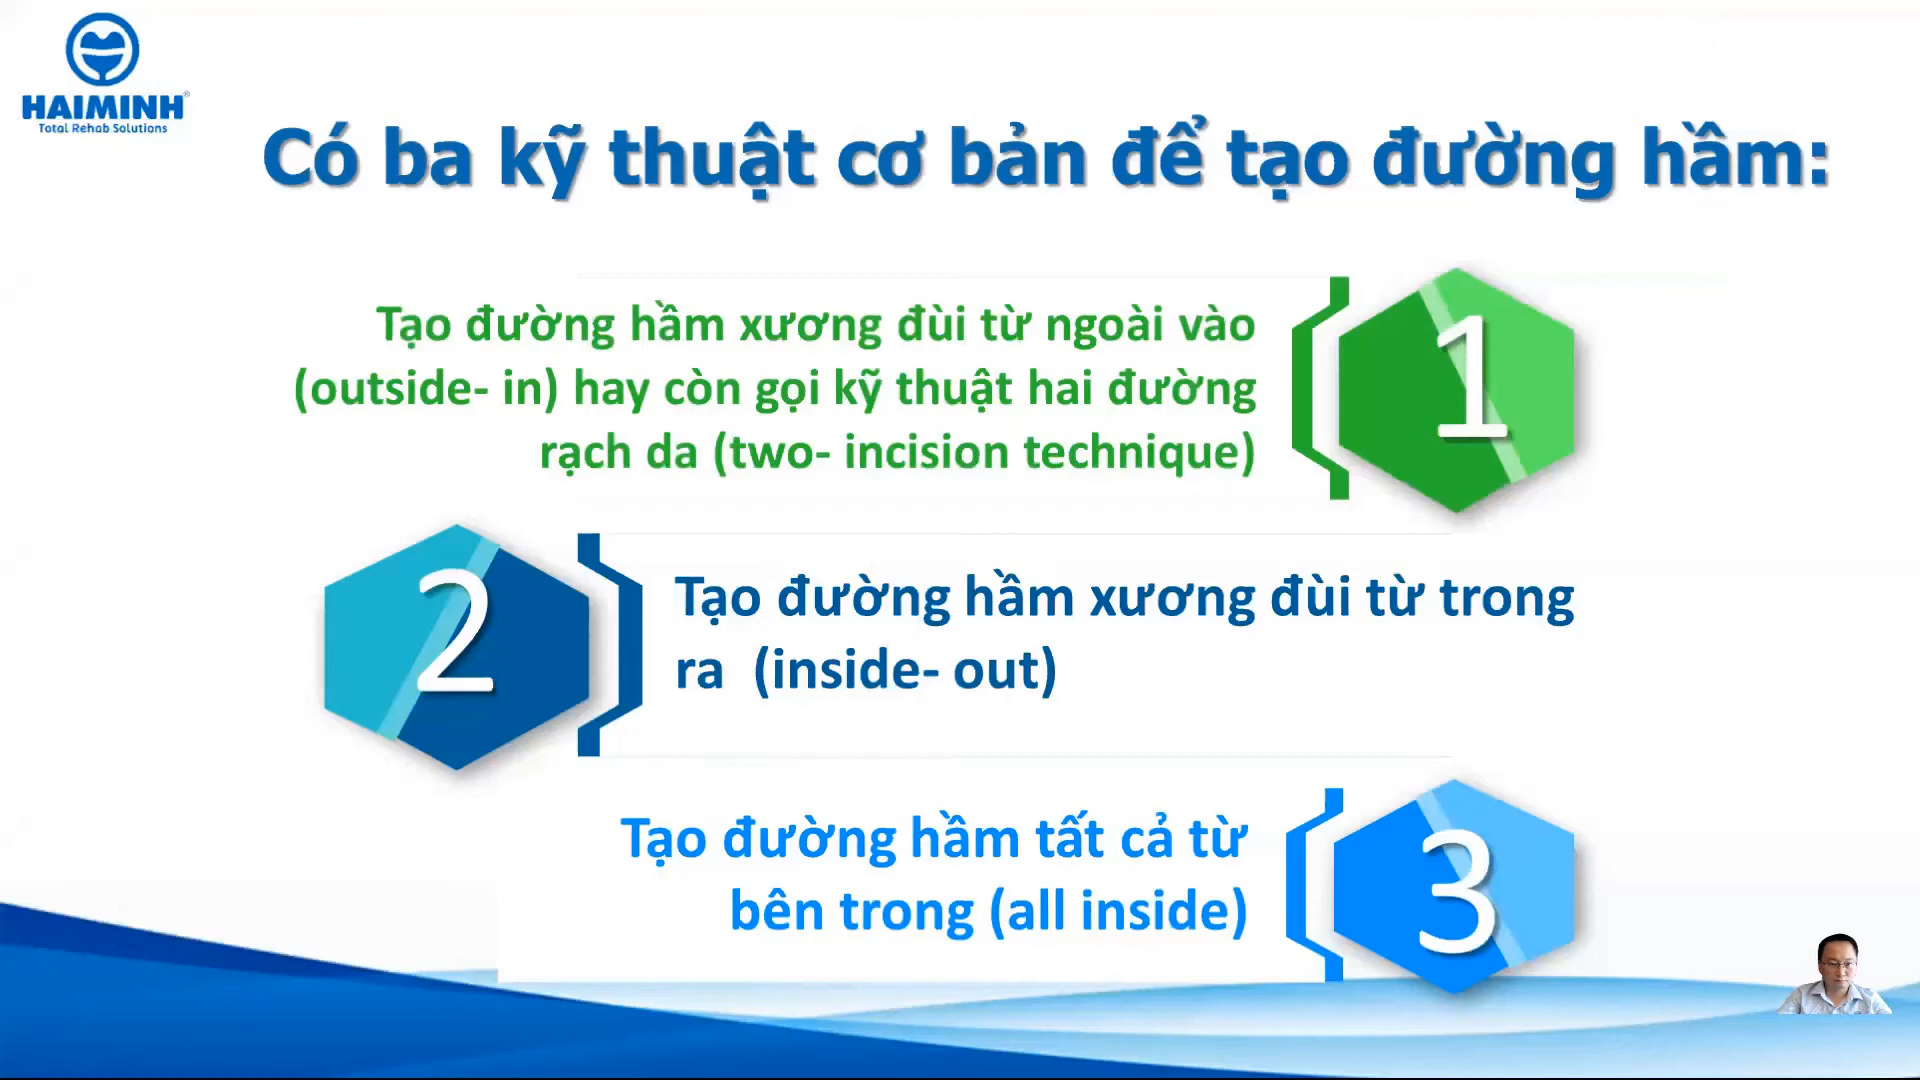 HAIMINH®
Total Rehab Solutions
Có ba kỹ thuật cơ bản để tạo đường hầm:
Tạo đường hầm xương đùi từ ngoài vào
(outside- in) hay còn gọi kỹ thuật hai đường
rạch da (two- incision technique)
1
2
Tạo đường hầm xương đùi từ trong
ra (inside- out)
Tạo đường hầm tất cả từ
bên trong (all inside)
3